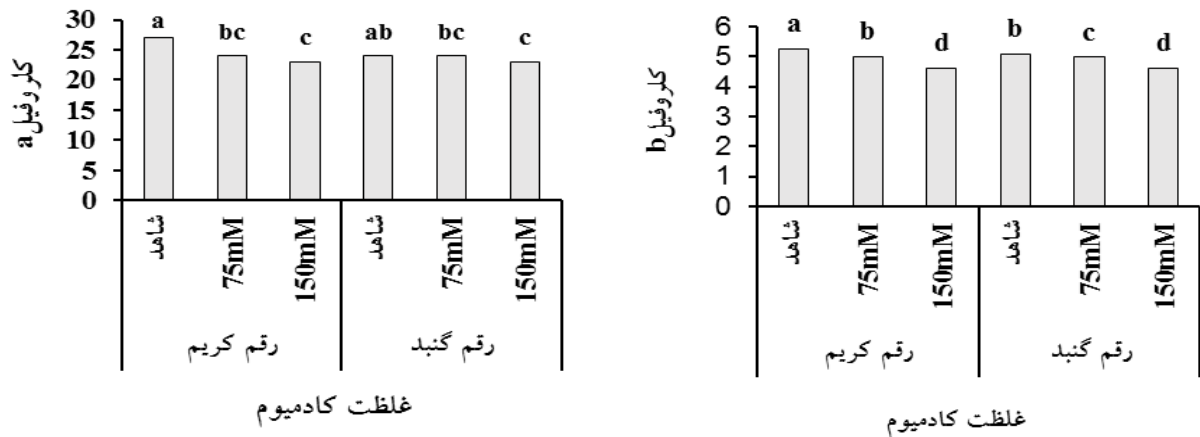 30
25
20
15
10
5
0
کلروفیل a
a
bc
c
ab
bc
c
شاهد
75mM
150mM
شاهد
75mM
150mM
رقم کریم
رقم گنبد
غلظت کادمیوم
6
5
4
3
2
1
0
کلروفیل b
a
b
d
b
c
d
شاهد
75mM
150mM
شاهد
75mM
150mM
رقم کریم
رقم گنبد
غلظت کادمیوم